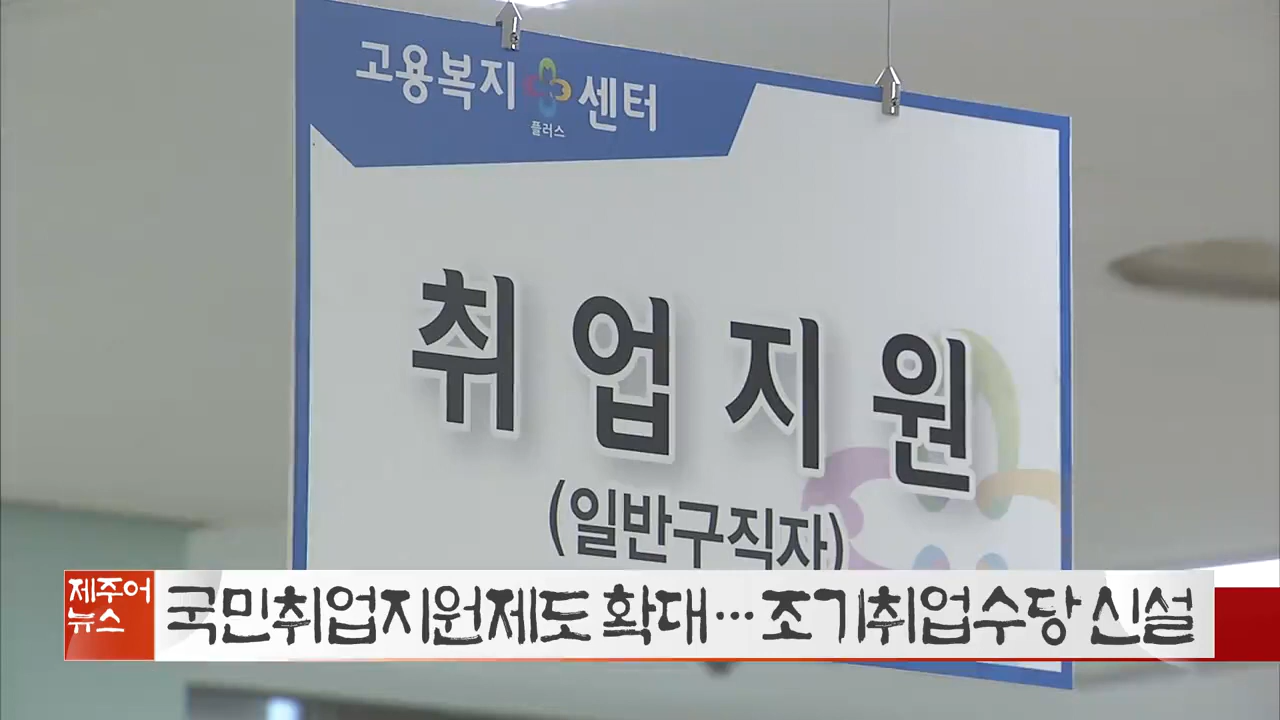 고용복지 센터
플러스
취업지원
(일반구직자)
제주어
뉴스
국민취업지원제도 확대… 조기취업수당 신설